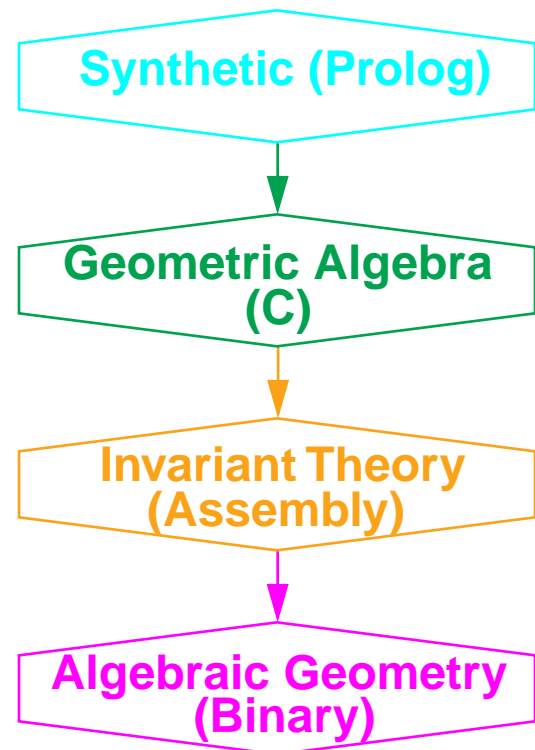 Synthetic (Prolog)
Geometric Algebra
(C)
Invariant Theory
(Assembly)
Algebraic Geometry
(Binary)